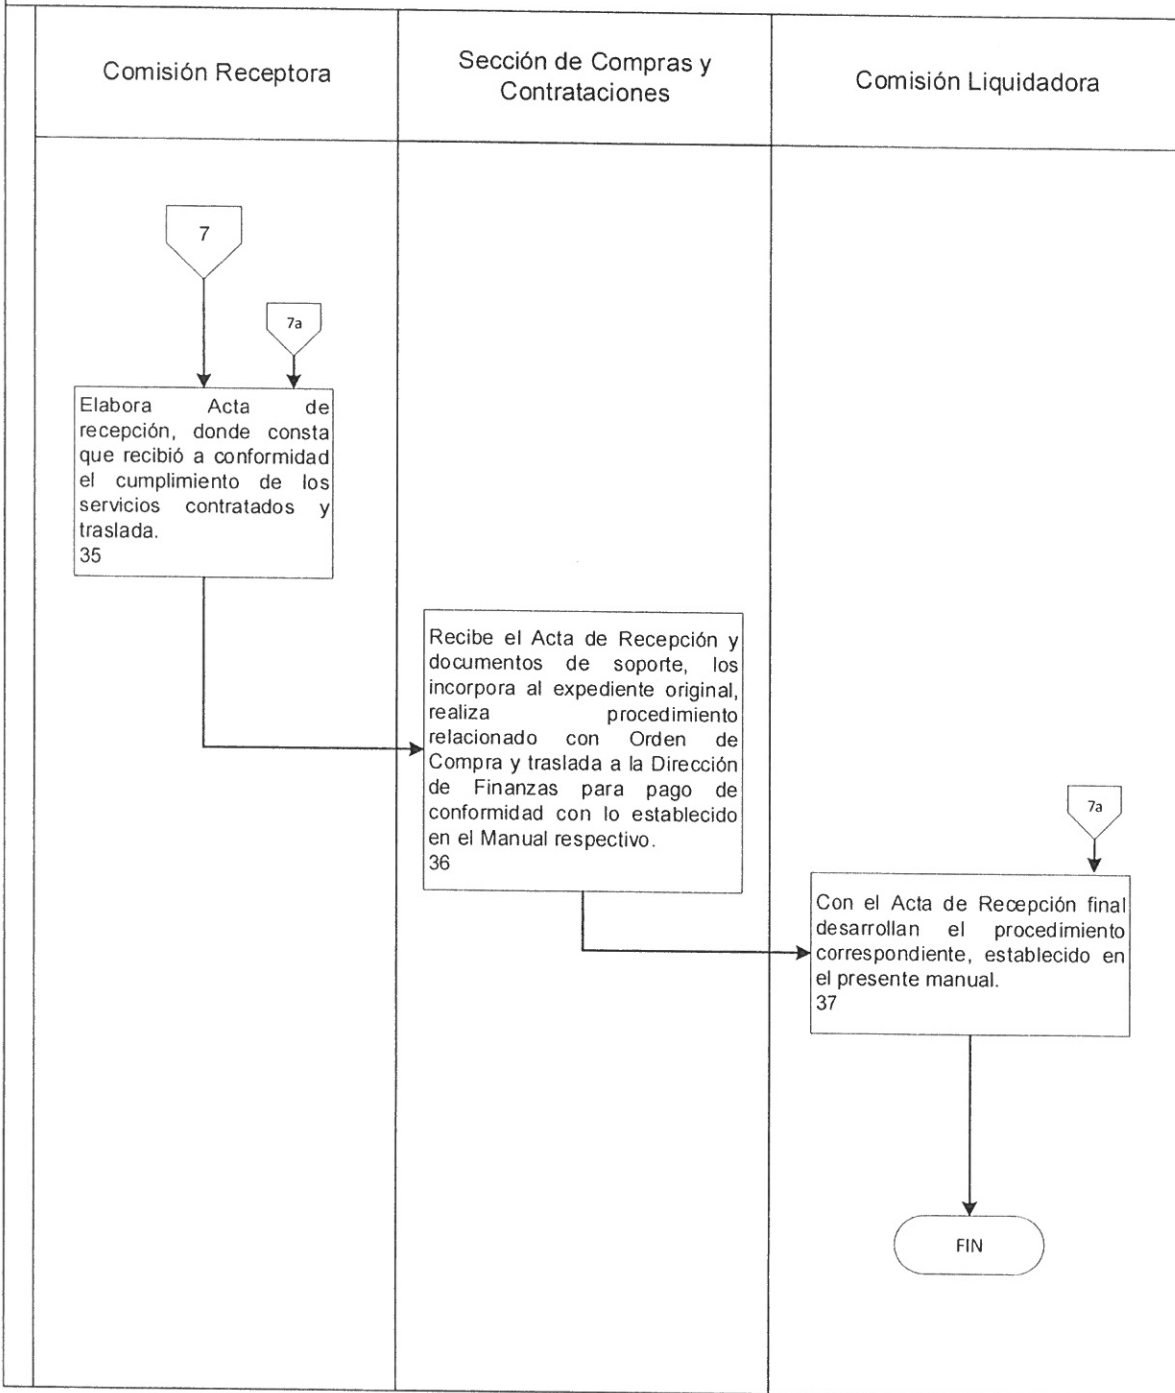 Comisión Receptora
Sección de Compras y
Contrataciones
Comisión Liquidadora
7
7a
Elabora Acta de
recepción, donde consta
que recibió a conformidad
el cumplimiento de los
servicios contratados y
traslada.
35
Recibe el Acta de Recepción y
documentos de soporte, los
incorpora al expediente original,
realiza procedimiento
relacionado con Orden de
Compra y traslada a la Dirección
de Finanzas para pago de
conformidad con lo establecido
en el Manual respectivo.
36
7a
Con el Acta de Recepción final
desarrollan el procedimiento
correspondiente, establecido en
el presente manual.
37
FIN